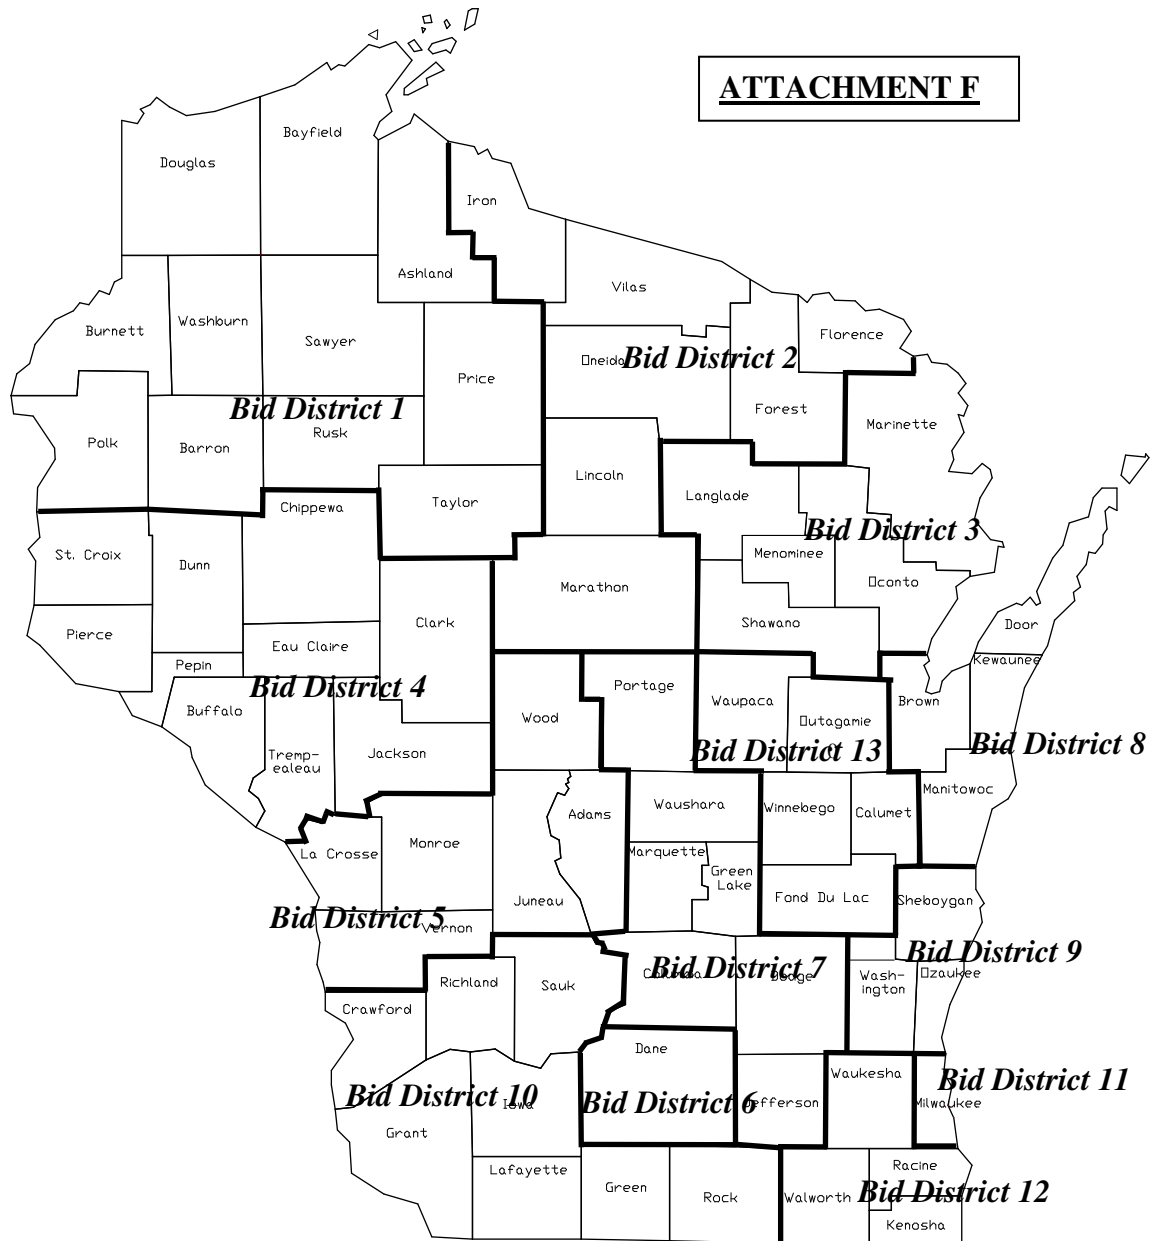 ATTACHMENT F
Bayfield
Douglas
Iron
Ashland
Vilas
Washburn
Burnett
Sawyer
Florence
Oneida
Bid District 2
Price
Bid District 1
Forest
Marinette
Rusk
Polk
Barron
Lincoln
Langlade
Taylor
Chippewa
Bid District 3
St. Croix
Menominee
Dunn
Marathon
Oconto
Clark
Shawano
Door
Pierce
Eau Claire
Kewaunee
Pepin
Bid District 4
Portage
Waupaca
Brown
Buffalo
Wood
Outagamie
Bid District 13
Bid District 8
Jackson
Tremp-
ealeau
Manitowoc
Waushara
Winnebego
Calumet
Adams
Monroe
La Crosse
Marquette
Green
Lake
Fond Du Lac
Juneau
Sheboygan
Bid District 5
Vernon
Bid District 9
Columbia
Bid District 7
Dodge
Wash-
ington
Ozaukee
Richland
Sauk
Crawford
Dane
Waukesha
Bid District 11
Bid District 10
Iowa
Bid District 6
Jefferson
Milwaukee
Grant
Lafayette
Racine
Green
Rock
Walworth
Bid District 12
Kenosha